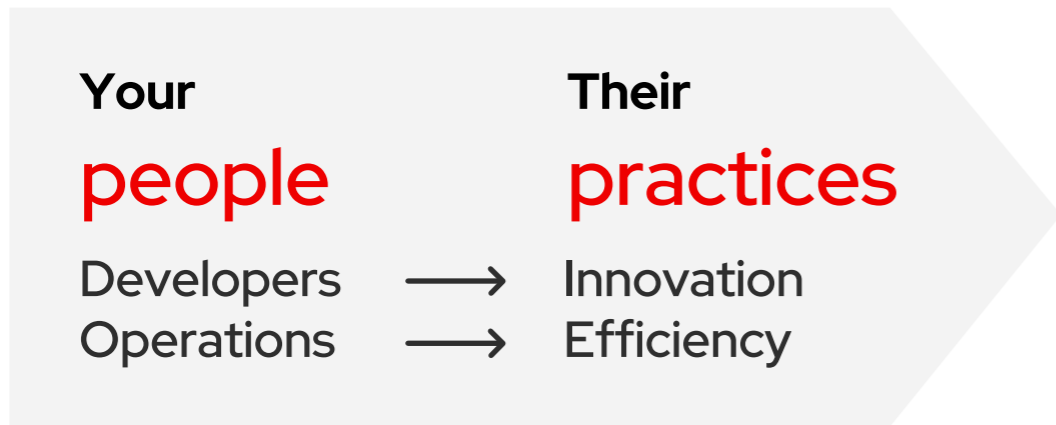 Your
people
Developers → Innovation
Operations → Efficiency
Their
practices